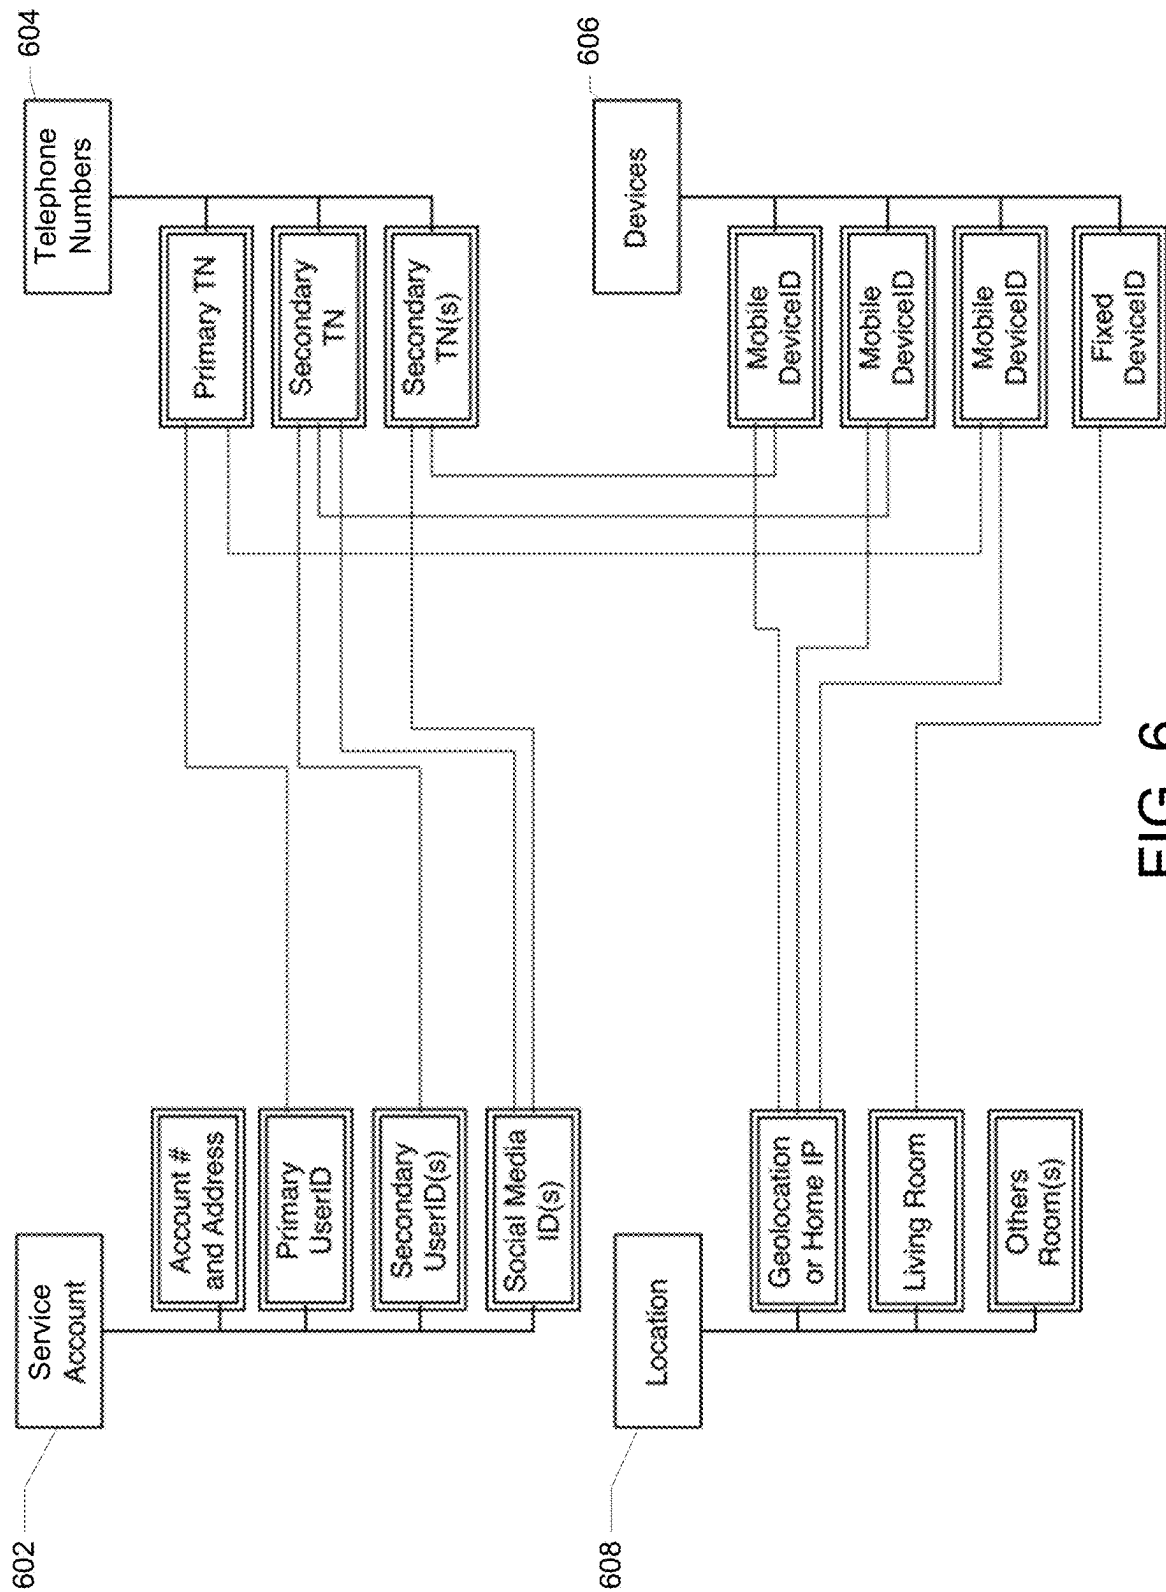 602
Service
Account
Account #
and Address
Primary
UserID
Secondary
UserID(s)
Social Media
ID(s)
604
Telephone
Numbers
Primary TN
Secondary
TN
Secondary
TN(s)
608
Location
Geolocation
or Home IP
Living Room
Others
Room(s)
606
Devices
Mobile
DeviceID
Mobile
DeviceID
Mobile
DeviceID
Fixed
DeviceID
FIG. 6